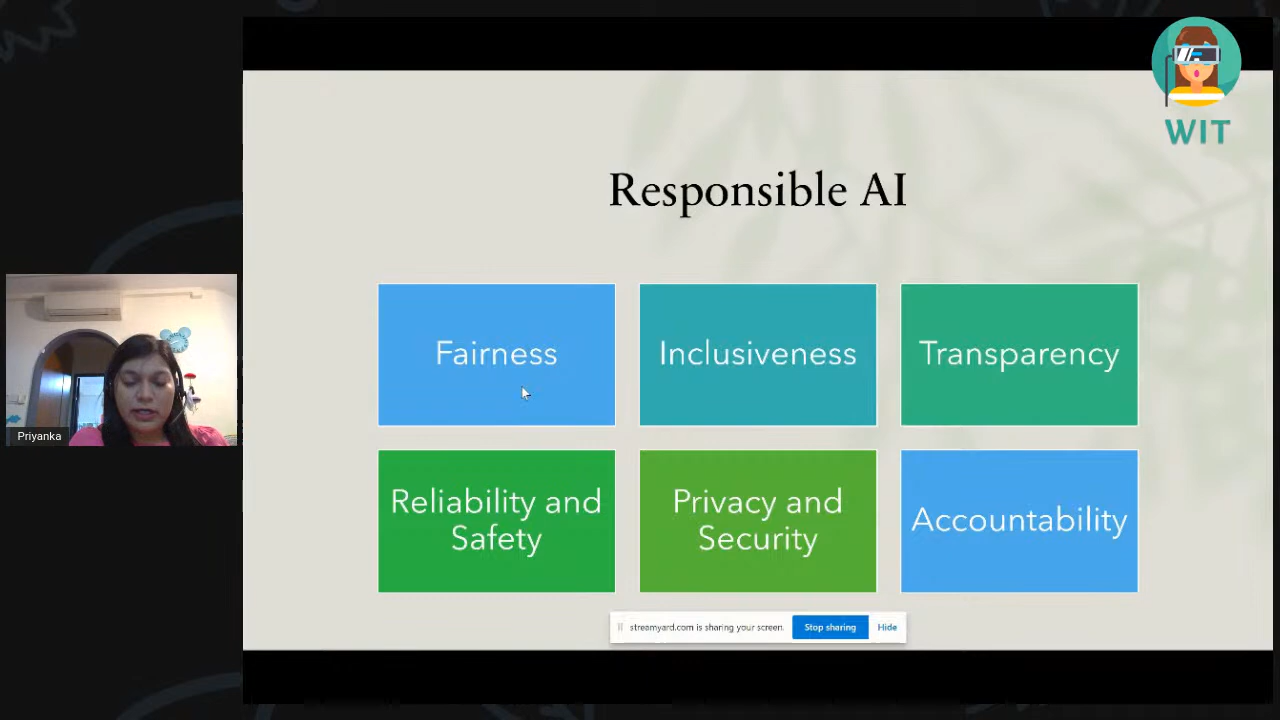 WIT
Responsible AI
Fairness
Inclusiveness
Transparency
Reliability and
Safety
Privacy and
Security
Accountability
Priyanka
streamyard.com is sharing your screen.
Stop sharing
Hide